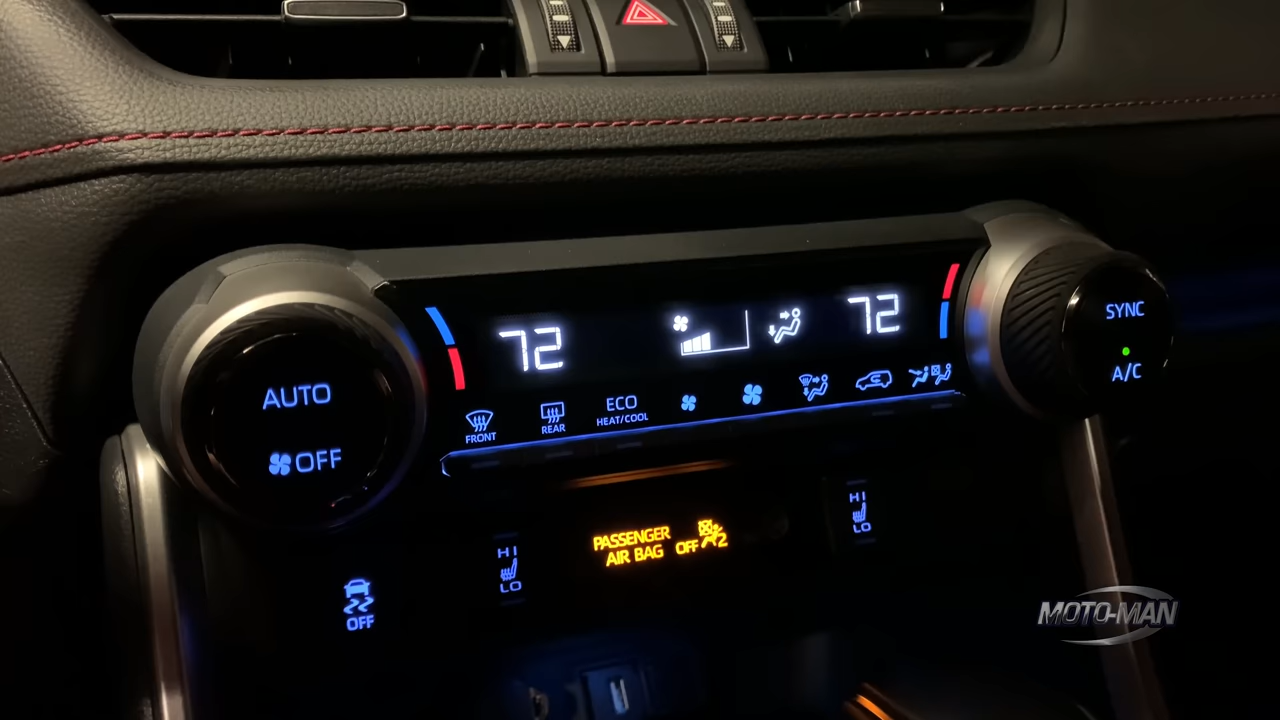 AUTO
OFF
72
72
FRONT
REAR
ECO
HEAT/COOL
SYNC
A/C
HI
LO
PASSENGER
AIR BAG OFF 2
HI
LO
OFF
MOTO-MAN